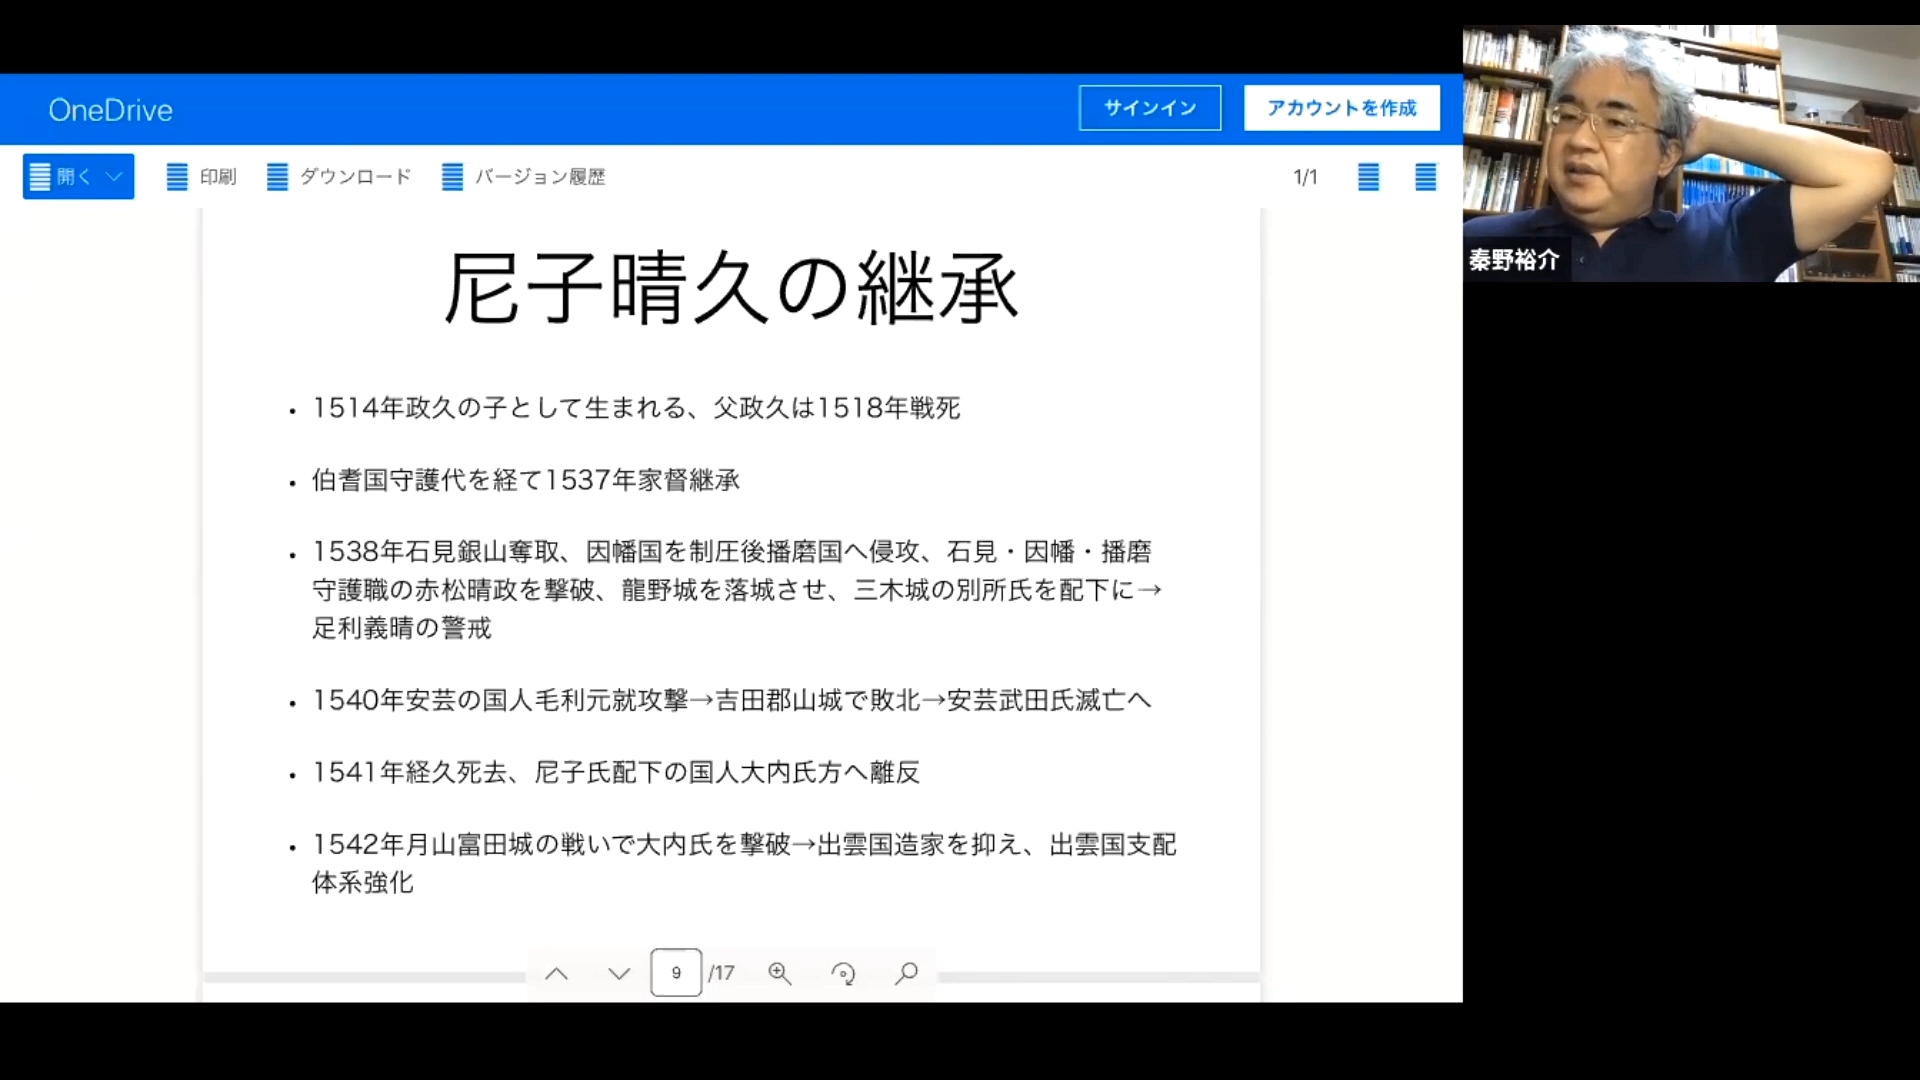 OneDrive
サインイン
アカウントを作成
開く
印刷
ダウンロード
バージョン履歴
1/1
秦野裕介
尼子晴久の継承
• 1514年政久の子として生まれる、父政久は1518年戦死
• 伯耆国守護代を経て1537年家督継承
• 1538年石見銀山奪取、因幡国を制圧後播磨国へ侵攻、石見・因幡・播磨
守護職の赤松晴政を撃破、龍野城を落城させ、三木城の別所氏を配下に→
足利義晴の警戒
• 1540年安芸の国人毛利元就攻撃→吉田郡山城で敗北→安芸武田氏滅亡へ
• 1541年経久死去、尼子氏配下の国人大内氏方へ離反
• 1542年月山富田城の戦いで大内氏を撃破→出雲国造家を抑え、出雲国支配
体系強化
9 /17